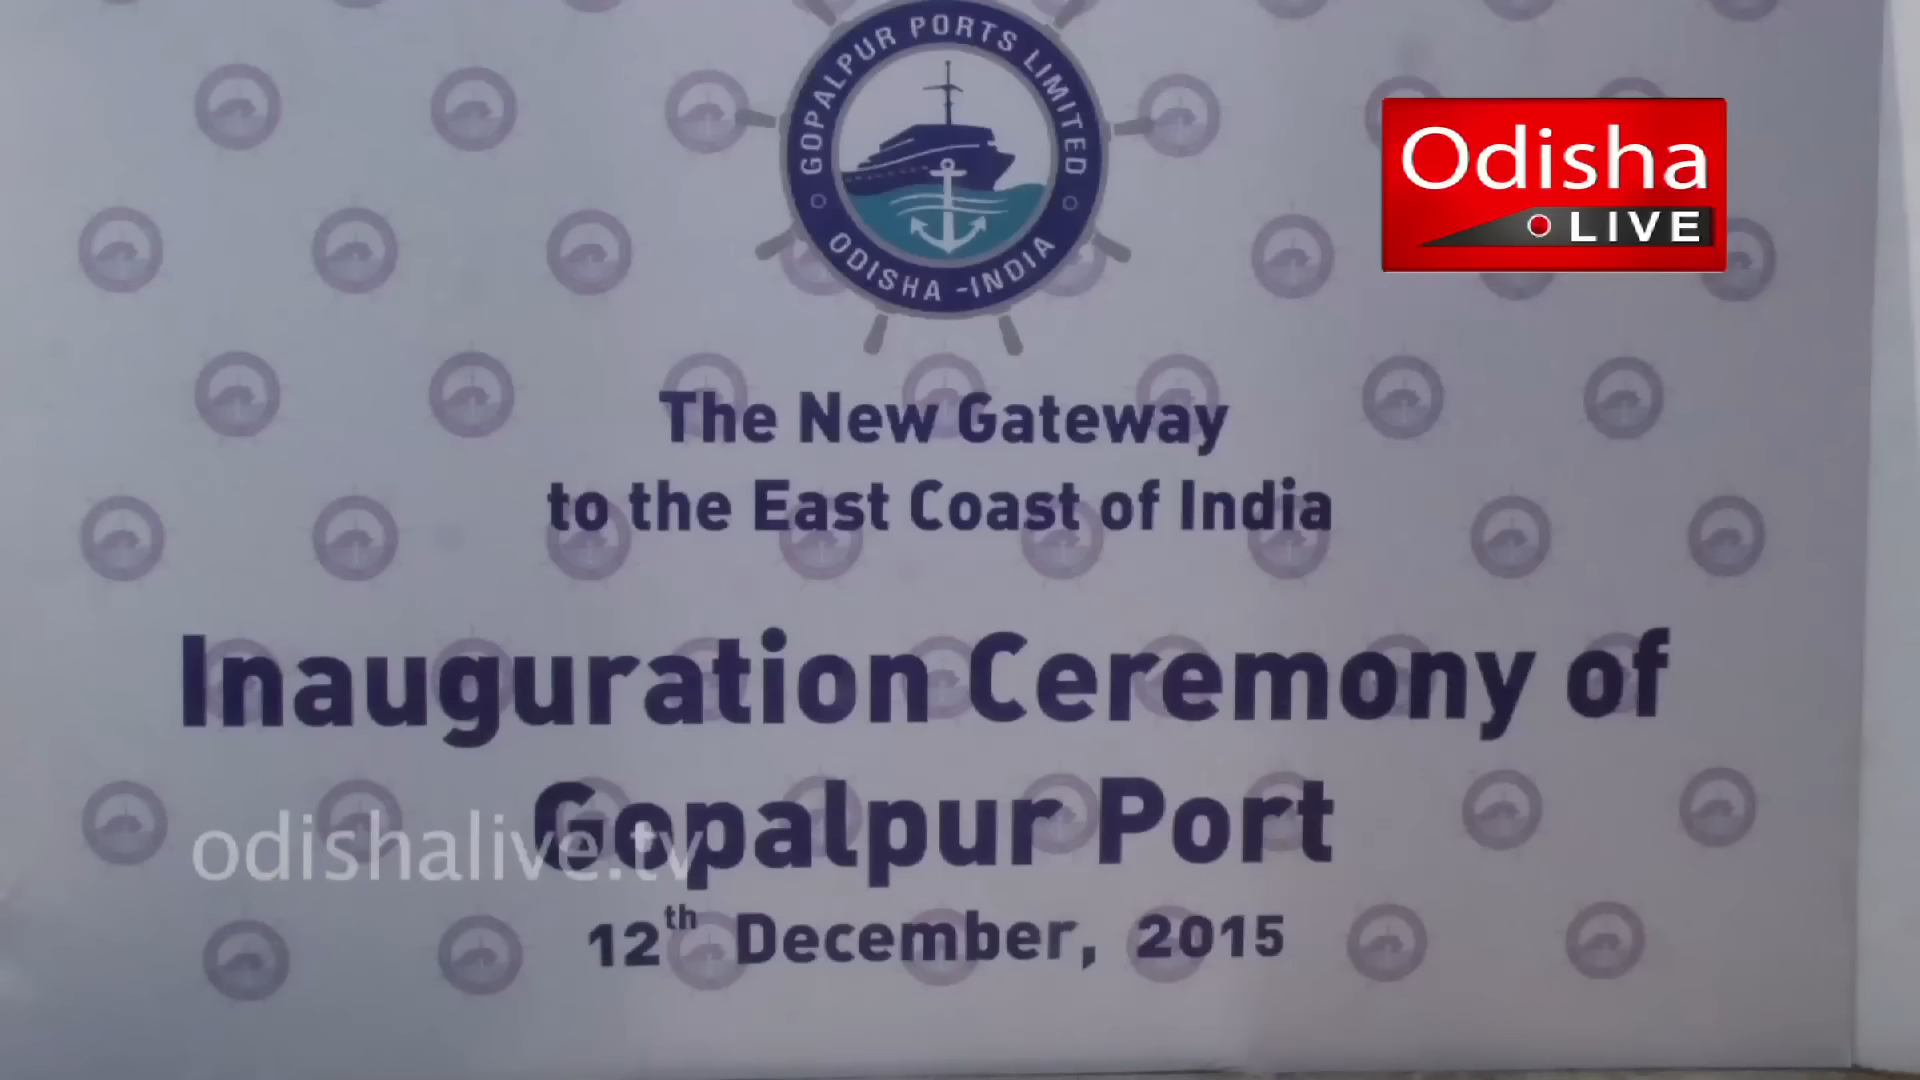 GOPALPUR PORTS LIMITED
ODISHA - INDIA
Odisha
LIVE
The New Gateway
to the East Coast of India
Inauguration Ceremony of
Gopalpur Port
odishalive.tv
12th December, 2015